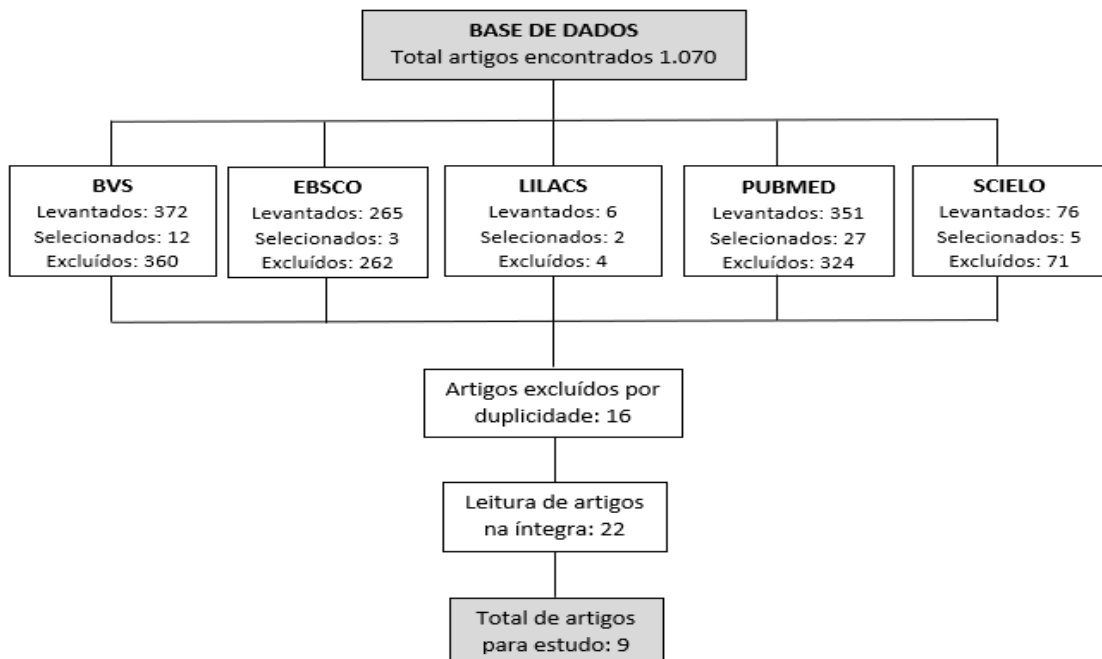 BASE DE DADOS
Total artigos encontrados 1.070
BVS
Levantados: 372
Selecionados: 12
Excluídos: 360
EBSCO
Levantados: 265
Selecionados: 3
Excluídos: 262
LILACS
Levantados: 6
Selecionados: 2
Excluídos: 4
PUBMED
Levantados: 351
Selecionados: 27
Excluídos: 324
SCIELO
Levantados: 76
Selecionados: 5
Excluídos: 71
Artigos excluídos por
duplicidade: 16
Leitura de artigos
na íntegra: 22
Total de artigos
para estudo: 9